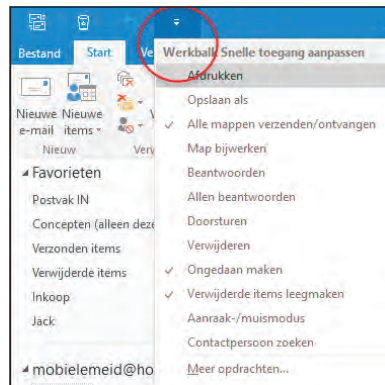 Bestand Start Ve
Werkbalk Snelle toegang aanpassen
Afdrukken
Opslaan als
Alle mappen verzenden/ontvangen
Map bijwerken
Beantwoorden
Allen beantwoorden
Doorsturen
Verwijderen
Ongedaan maken
Verwijderde items leegmaken
Aanraak-/muismodus
Contactpersoon zoeken
Meer opdrachten...
Nieuwe Nieuwe
e-mail items
Nieuw Verv
Favorieten
Postvak IN
Concepten (alleen deze
Verzonden items
Verwijderde items
Inkoop
Jack
mobielemeid@ho